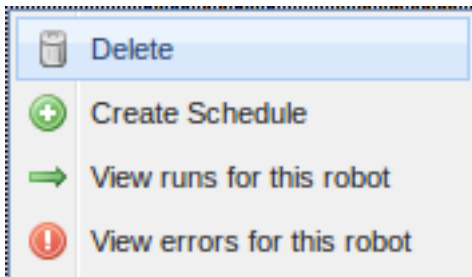 Delete
Create Schedule
View runs for this robot
View errors for this robot